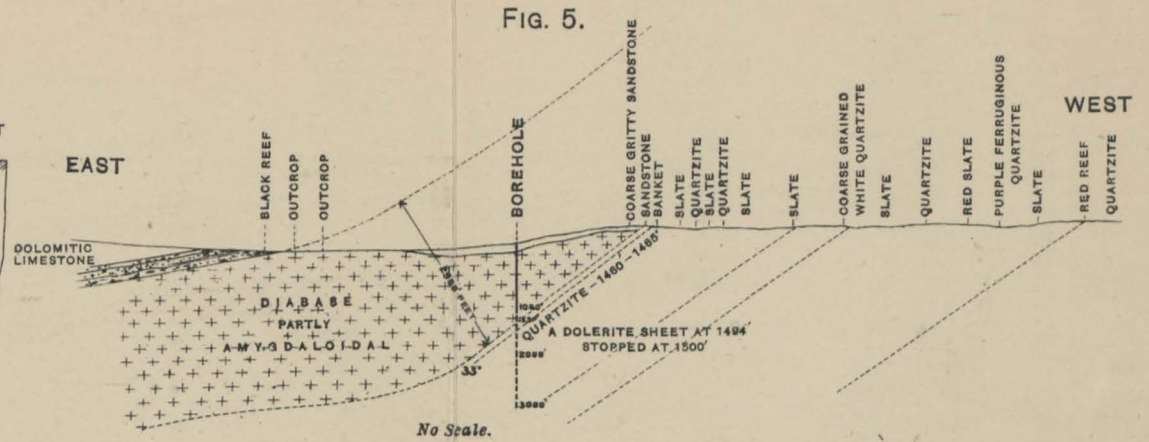 FIG. 5.
EAST
WEST
BLACK REEF
OUTCROP
OUTCROP
BOREHOLE
COARSE GRITTY SANDSTONE
SANDSTONE
BANKET
SLATE
QUARTZITE
SLATE
QUARTZITE
SLATE
SLATE
COARSE GRAINED
WHITE QUARTZITE
SLATE
QUARTZITE
RED SLATE
PURPLE FERRUGINOUS
QUARTZITE
SLATE
RED REEF
QUARTZITE
DOLOMITIC
LIMESTONE
DIABASE
PARTLY
AMYGDALOIDAL
FEET
QUARTZITE-1460-1485'
A DOLERITE SHEET AT 1494'
STOPPED AT 1500'
2000'
33°
3000'
No Scale.